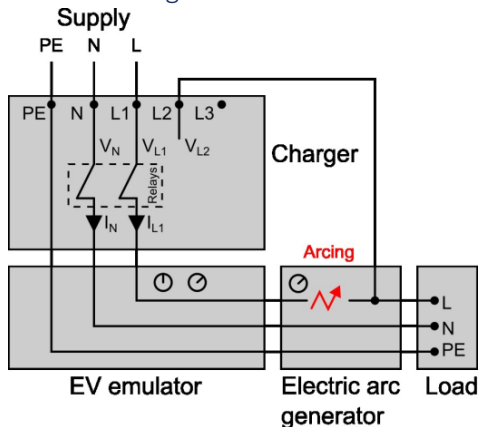 Supply
PE N L
PE N L1 L2 L3
V_N V_L1 V_L2
Charger
Relays
I_N I_L1
Arcing
L
N
PE
EV emulator Electric arc generator Load